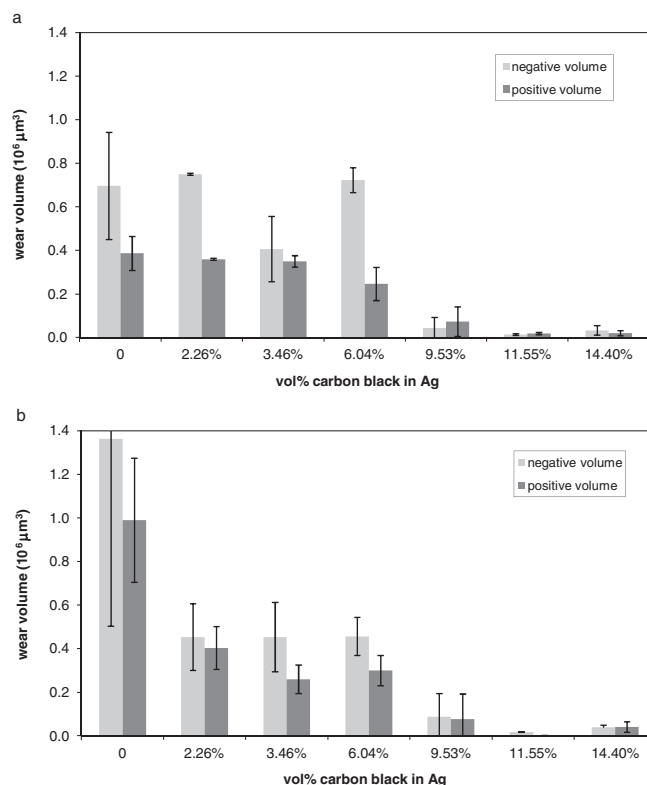 a
1.4
negative volume
1.2
positive volume
1.0
0.8
0.6
0.4
0.2
0.0
wear volume (10⁶ μm³)
0 2.26% 3.46% 6.04% 9.53% 11.55% 14.40%
vol% carbon black in Ag
b
1.4
negative volume
1.2
positive volume
1.0
0.8
0.6
0.4
0.2
0.0
wear volume (10⁶μm³)
0 2.26% 3.46% 6.04% 9.53% 11.55% 14.40%
vol% carbon black in Ag